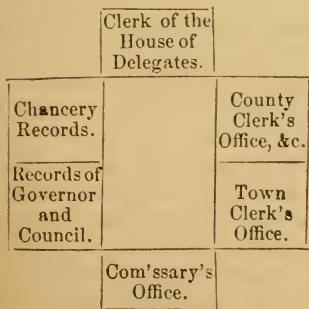 Clerk of the
House of
Delegates.
Chancery
Records.
County
Clerk's
Office, &c.
Records of
Governor
and
Council.
Town
Clerk's
Office.
Com'ssary's
Office.